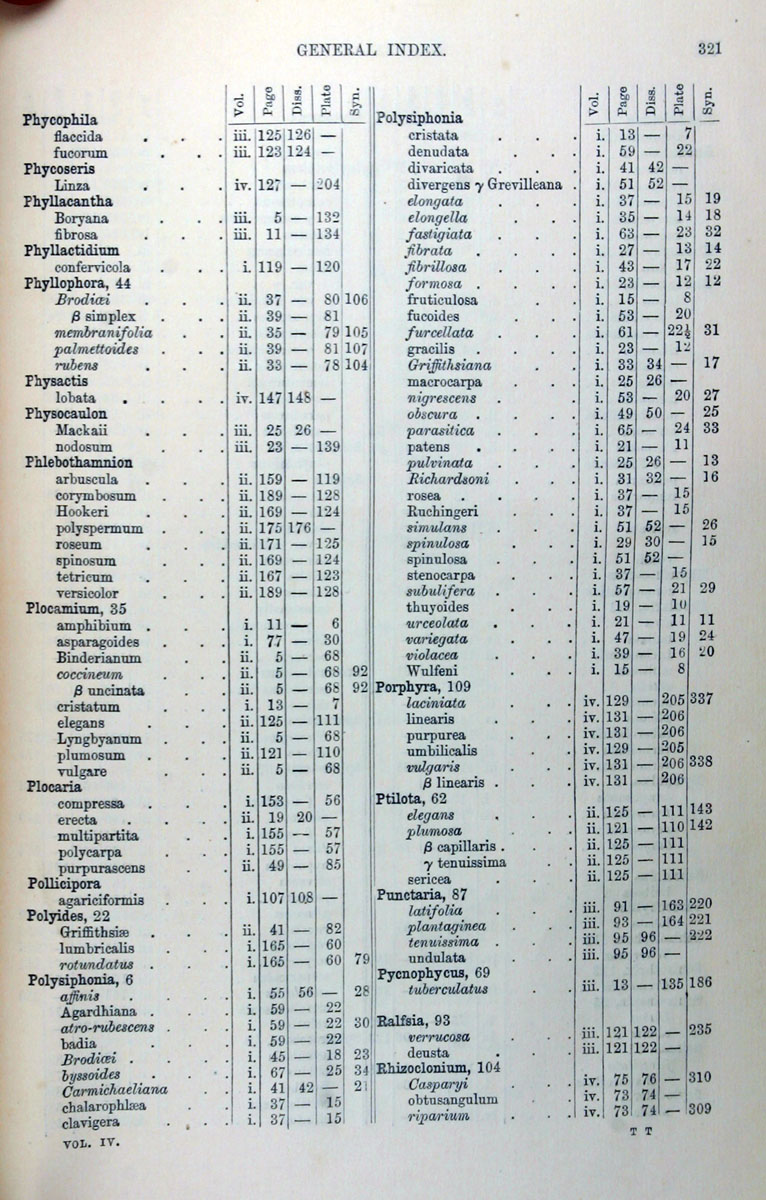 GENERAL INDEX. 321
Vol. Page Diss. Plate Syn.
Phycophila
flaccida . . . iii. 125 126 —
fucorum . . . iii. 123 124 —
Phycoseris
Linza . . . iv. 127 — 204
Phyllacantha
Boryana . . . iii. 5 — 132
fibrosa . . . iii. 11 — 134
Phyllactidium
confervicola . . . i. 119 — 120
Phyllophora, 44
Brodiæi . . . ii. 37 — 80 106
β simplex . . . ii. 39 — 81
membranifolia . . ii. 35 — 79 105
palmettoides . . . ii. 39 — 81 107
rubens . . . ii. 33 — 78 104
Physactis
lobata . . . iv. 147 148 —
Physocaulon
Mackaii . . . iii. 25 26 —
nodosum . . . iii. 23 — 139
Phlebothamnion
arbuscula . . . ii. 159 — 119
corymbosum . . . ii. 189 — 128
Hookeri . . . ii. 169 — 124
polyspermum . . . ii. 175 176 —
roseum . . . ii. 171 — 125
spinosum . . . ii. 169 — 124
tetricum . . . ii. 167 — 123
versicolor . . . ii. 189 — 128
Plocamium, 35
amphibium . . . i. 11 — 6
asparagoides . . . i. 77 — 30
Binderianum . . . ii. 5 — 68
coccineum . . . ii. 5 — 68 92
β uncinata . . . ii. 5 — 68 92
cristatum . . . i. 13 — 7
elegans . . . ii. 125 — 111
Lyngbyanum . . . ii. 5 — 68
plumosum . . . ii. 121 — 110
vulgare . . . ii. 5 — 68
Plocaria
compressa . . . i. 153 — 56
erecta . . . ii. 19 20 —
multipartita . . . i. 155 — 57
polycarpa . . . i. 155 — 57
purpurascens . . . ii. 49 — 85
Pollicipora
agariciformis . . . i. 107 108 —
Polyides, 22
Griffithsiæ . . . ii. 41 — 82
lumbricalis . . . i. 165 — 60
rotundatus . . . i. 165 — 60 79
Polysiphonia, 6
affinis . . . i. 55 56 — 28
Agardhiana . . . i. 59 — 22
atro-rubescens . . . i. 59 — 22 30
badia . . . i. 59 — 22
Brodiæi . . . i. 45 — 18 23
byssoides . . . i. 67 — 25 34
Carmichaeliana . . i. 41 42 — 21
chalarophlæa . . . i. 37 — 15
clavigera . . . i. 37 — 15
VOL. IV.
Vol. Page Diss. Plate Syn.
Polysiphonia
cristata . . . i. 13 — 7
denudata . . . i. 59 — 22
divaricata . . . i. 41 42 —
divergens γ Grevilleana . i. 51 52 —
elongata . . . i. 37 — 15 19
elongella . . . i. 35 — 14 18
fastigiata . . . i. 63 — 23 32
fibrata . . . i. 27 — 13 14
fibrillosa . . . i. 43 — 17 22
formosa . . . i. 23 — 12 12
fruticulosa . . . i. 15 — 8
fucoides . . . i. 53 — 20
furcellata . . . i. 61 — 22½ 31
gracilis . . . i. 23 — 12
Griffithsiana . . . i. 33 34 — 17
macrocarpa . . . i. 25 26 —
nigrescens . . . i. 53 — 20 27
obscura . . . i. 49 50 — 25
parasitica . . . i. 65 — 24 33
patens . . . i. 21 — 11
pulvinata . . . i. 25 26 — 13
Richardsoni . . . i. 31 32 — 16
rosea . . . . i. 37 — 15
Ruchingeri . . . i. 37 — 15
simulans . . . i. 51 52 — 26
spinulosa . . . i. 29 30 — 15
spinulosa . . . i. 51 52 —
stenocarpa . . . i. 37 — 15
subulifera . . . i. 57 — 21 29
thuyoides . . . i. 19 — 10
urceolata . . . i. 21 — 11 11
variegata . . . i. 47 — 19 24
violacea . . . i. 39 — 16 20
Wulfeni . . . i. 15 — 8
Porphyra, 109
laciniata . . . iv. 129 — 205 337
linearis . . . iv. 131 — 206
purpurea . . . iv. 131 — 206
umbilicalis . . . iv. 129 — 205
vulgaris . . . iv. 131 — 206 338
β linearis . . . iv. 131 — 206
Ptilota, 62
elegans . . . ii. 125 — 111 143
plumosa . . . ii. 121 — 110 142
β capillaris . . . ii. 125 — 111
γ tenuissima . . ii. 125 — 111
sericea . . . ii. 125 — 111
Punctaria, 87
latifolia . . . iii. 91 — 163 220
plantaginea . . . iii. 93 — 164 221
tenuissima . . . iii. 95 96 — 222
undulata . . . iii. 95 96 —
Pycnophycus, 69
tuberculatus . . . iii. 13 — 135 186
Ralfsia, 93
verrucosa . . . iii. 121 122 — 235
deusta . . . iii. 121 122 —
Rhizoclonium, 104
Casparyi . . . iv. 75 76 — 310
obtusangulum . . iv. 73 74 —
riparium . . . iv. 73 74 — 309
T T